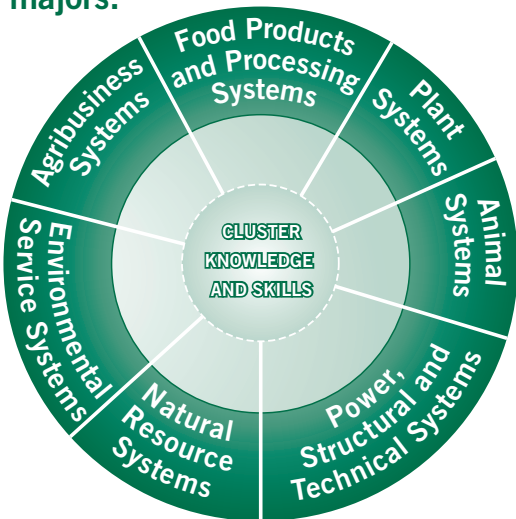 majors.
Food Products
and Processing
Systems
Plant
Systems
Animal
Systems
Power,
Structural and
Technical Systems
Natural
Resource
Systems
Environmental
Service Systems
Agribusiness
Systems
CLUSTER
KNOWLEDGE
AND SKILLS